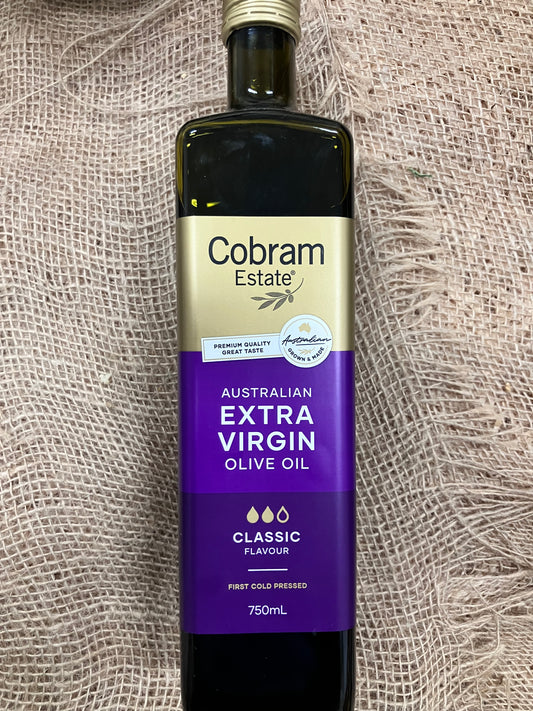 Cobram
Estate®
PREMIUM QUALITY
GREAT TASTE
Australian
GROWN & MADE
AUSTRALIAN
EXTRA
VIRGIN
OLIVE OIL
CLASSIC
FLAVOUR
FIRST COLD PRESSED
750mL